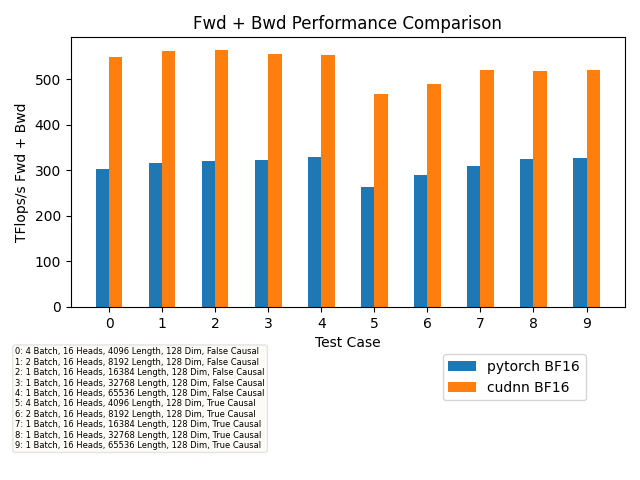 Fwd + Bwd Performance Comparison
TFlops/s Fwd + Bwd
500
400
300
200
100
0
0 1 2 3 4 5 6 7 8 9
Test Case
0: 4 Batch, 16 Heads, 4096 Length, 128 Dim, False Causal
1: 2 Batch, 16 Heads, 8192 Length, 128 Dim, False Causal
2: 1 Batch, 16 Heads, 16384 Length, 128 Dim, False Causal
3: 1 Batch, 16 Heads, 32768 Length, 128 Dim, False Causal
4: 1 Batch, 16 Heads, 65536 Length, 128 Dim, False Causal
5: 4 Batch, 16 Heads, 4096 Length, 128 Dim, True Causal
6: 2 Batch, 16 Heads, 8192 Length, 128 Dim, True Causal
7: 1 Batch, 16 Heads, 16384 Length, 128 Dim, True Causal
8: 1 Batch, 16 Heads, 32768 Length, 128 Dim, True Causal
9: 1 Batch, 16 Heads, 65536 Length, 128 Dim, True Causal
pytorch BF16
cudnn BF16